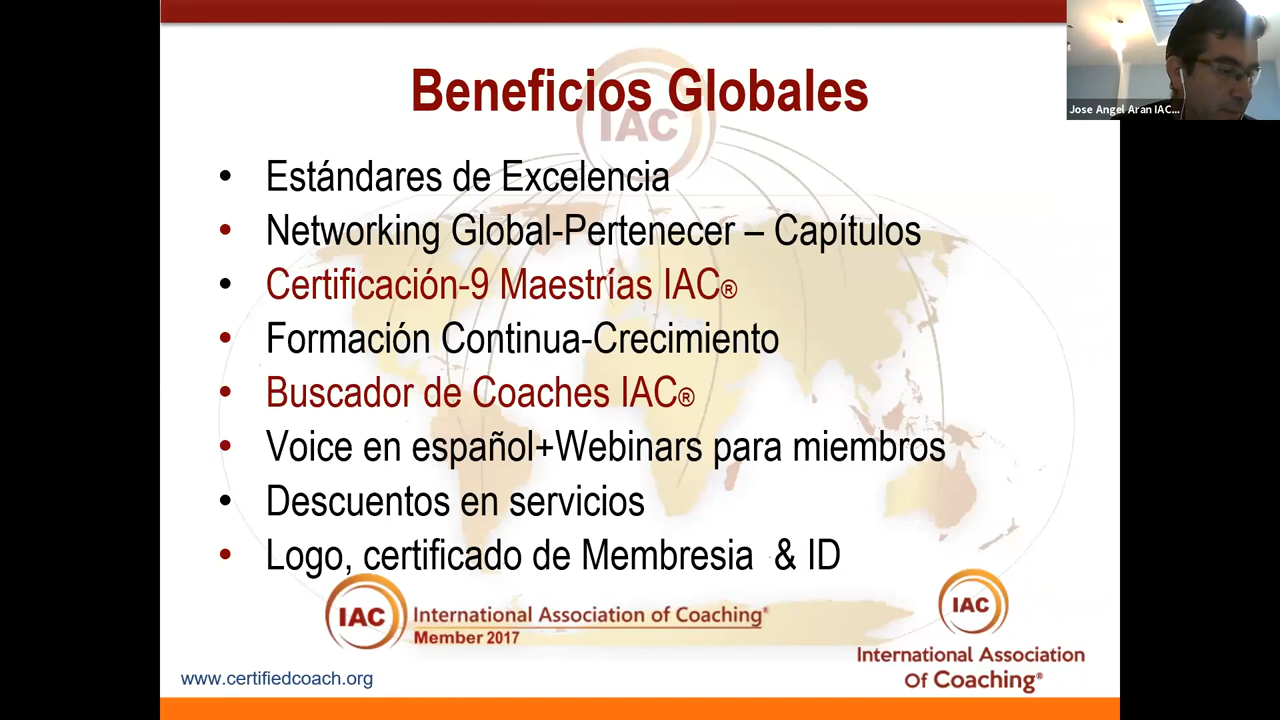 Beneficios Globales
IAC
Jose Angel Aran IAC...
• Estándares de Excelencia
• Networking Global-Pertenecer – Capítulos
• Certificación-9 Maestrías IAC®
• Formación Continua-Crecimiento
• Buscador de Coaches IAC®
• Voice en español+Webinars para miembros
• Descuentos en servicios
• Logo, certificado de Membresia & ID
IAC International Association of Coaching®
Member 2017
IAC
International Association
Of Coaching®
www.certifiedcoach.org